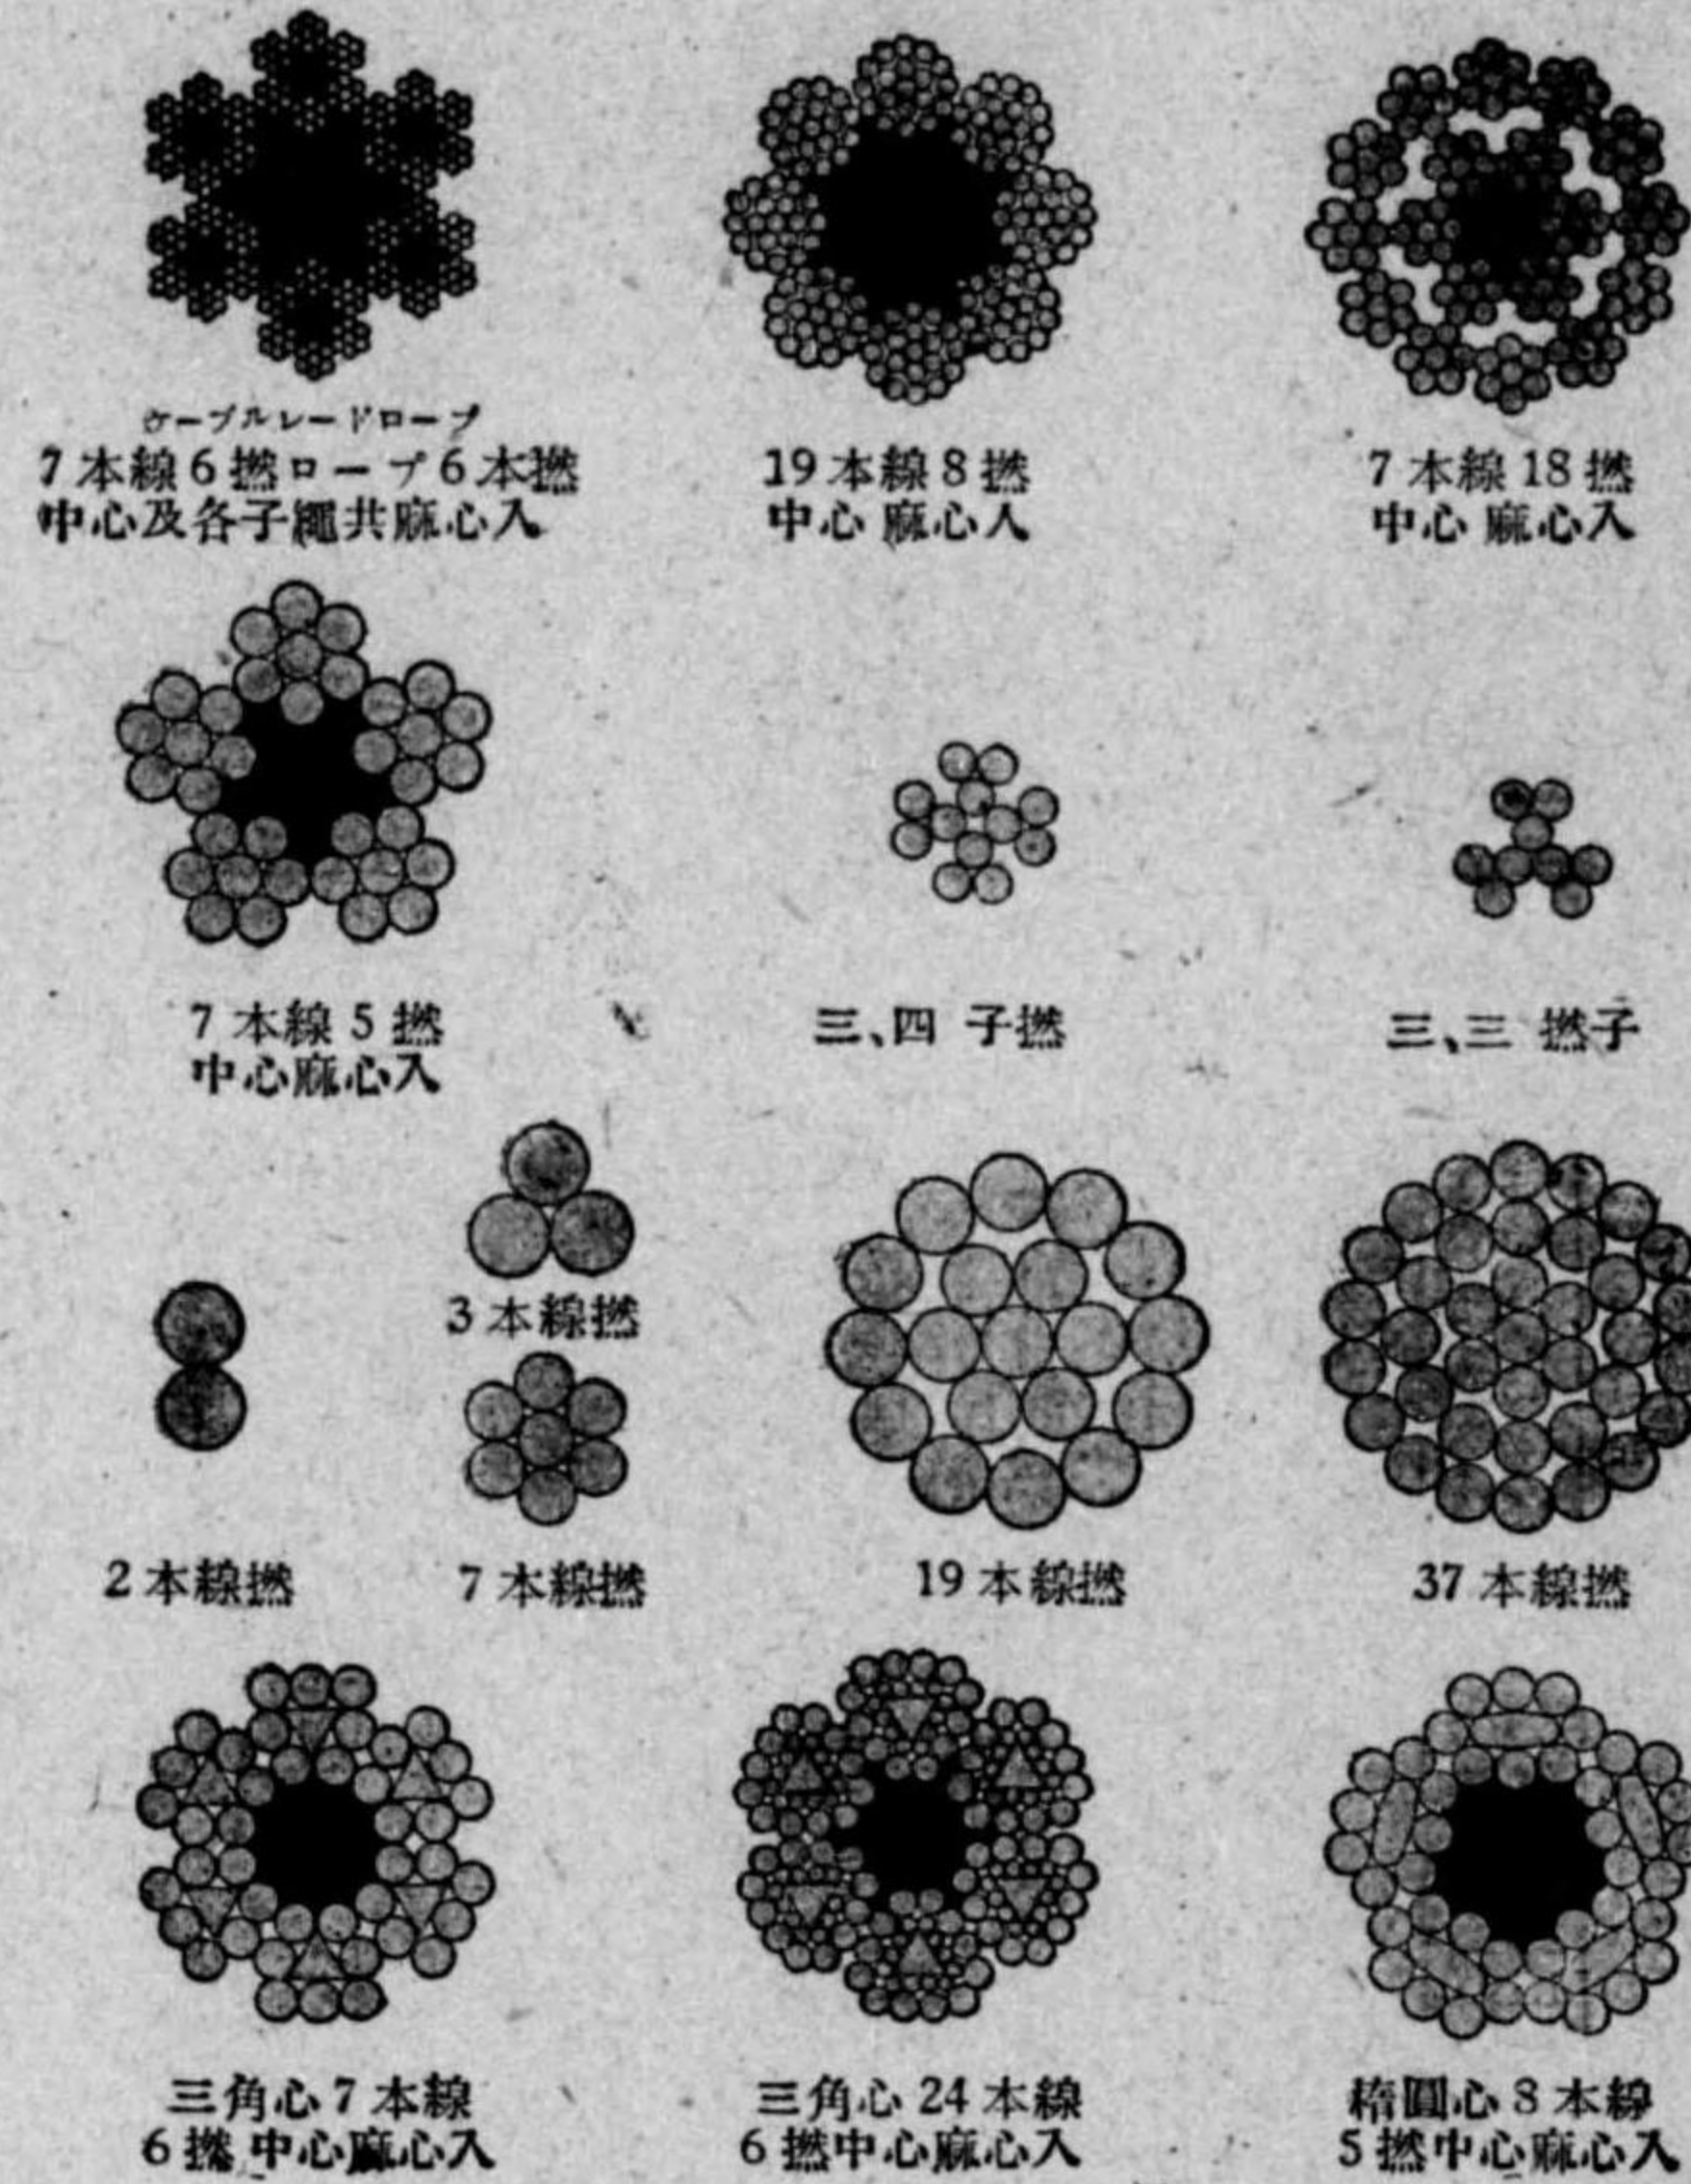 ケーブルレードロープ
7本線6撚ロープ6本撚
中心及各子繩共麻心入
19本線8撚
中心 麻心入
7本線18撚
中心 麻心入
7本線5撚
中心麻心入
三、四 子撚
三、三 撚子
3本線撚
2本線撚
7本線撚
19本線撚
37本線撚
三角心7本線
6撚 中心麻心入
三角心24本線
6撚中心麻心入
楕圓心8本線
5撚中心麻心入